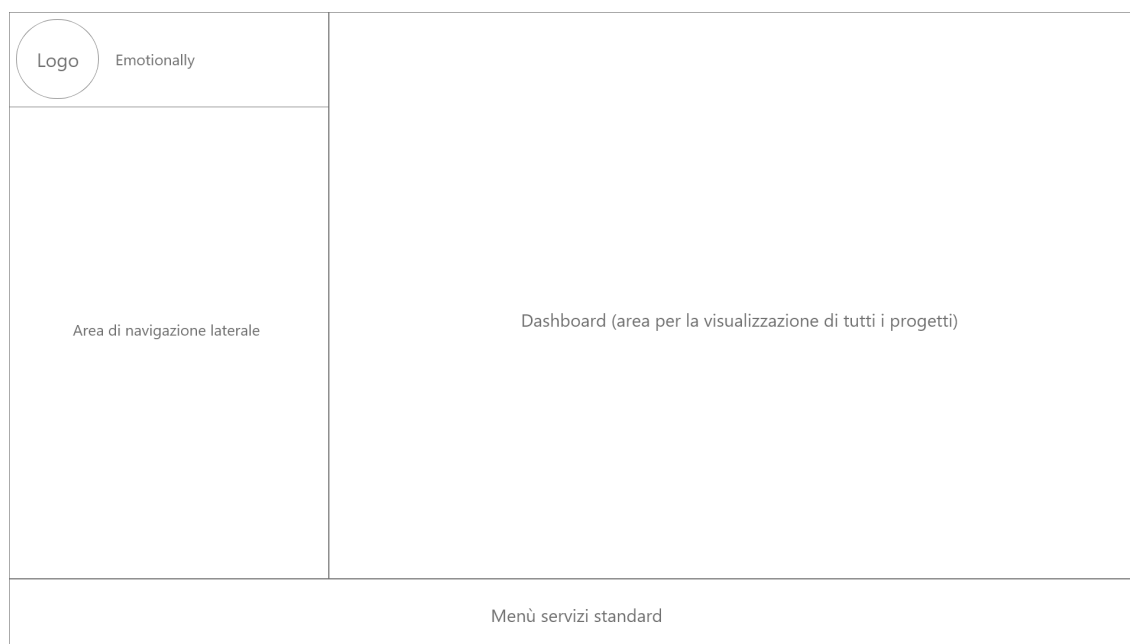 Logo
Emotionally
Area di navigazione laterale
Dashboard (area per la visualizzazione di tutti i progetti)
Menù servizi standard